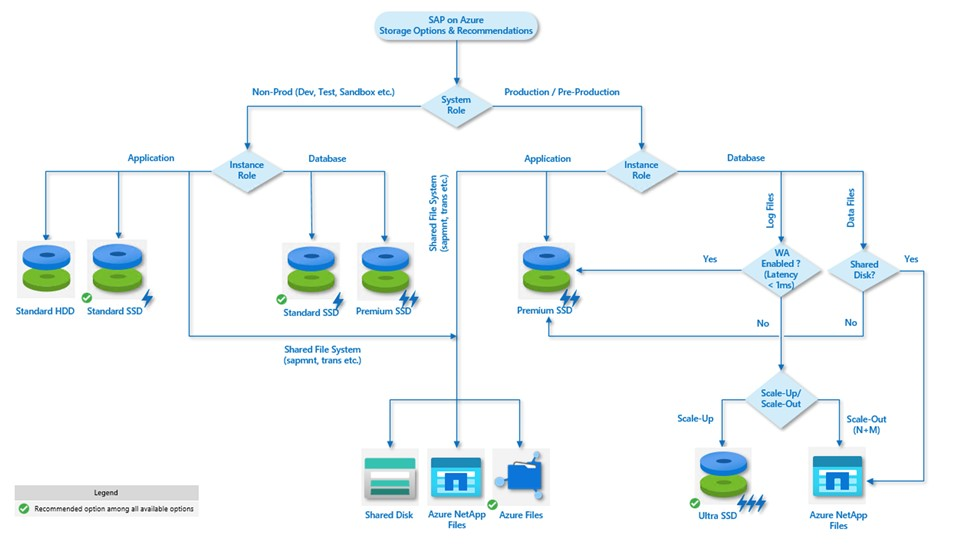 SAP on Azure
Storage Options & Recommendations
Non-Prod (Dev, Test, Sandbox etc.)
System
Role
Production / Pre-Production
Application
Instance
Role
Database
Shared File System
(sapmnt, trans etc.)
Application
Instance
Role
Database
Log Files
Data Files
WA
Enabled ?
(Latency
< 1ms)
Shared
Disk?
Yes
Yes
Standard HDD
Standard SSD
Standard SSD
Premium SSD
Premium SSD
No
No
Shared File System
(sapmnt, trans etc.)
Scale-Up/
Scale-Out
Scale-Up
Scale-Out
(N+M)
Shared Disk
Azure NetApp
Files
Azure Files
Ultra SSD
Azure NetApp
Files
Legend
Recommended option among all available options